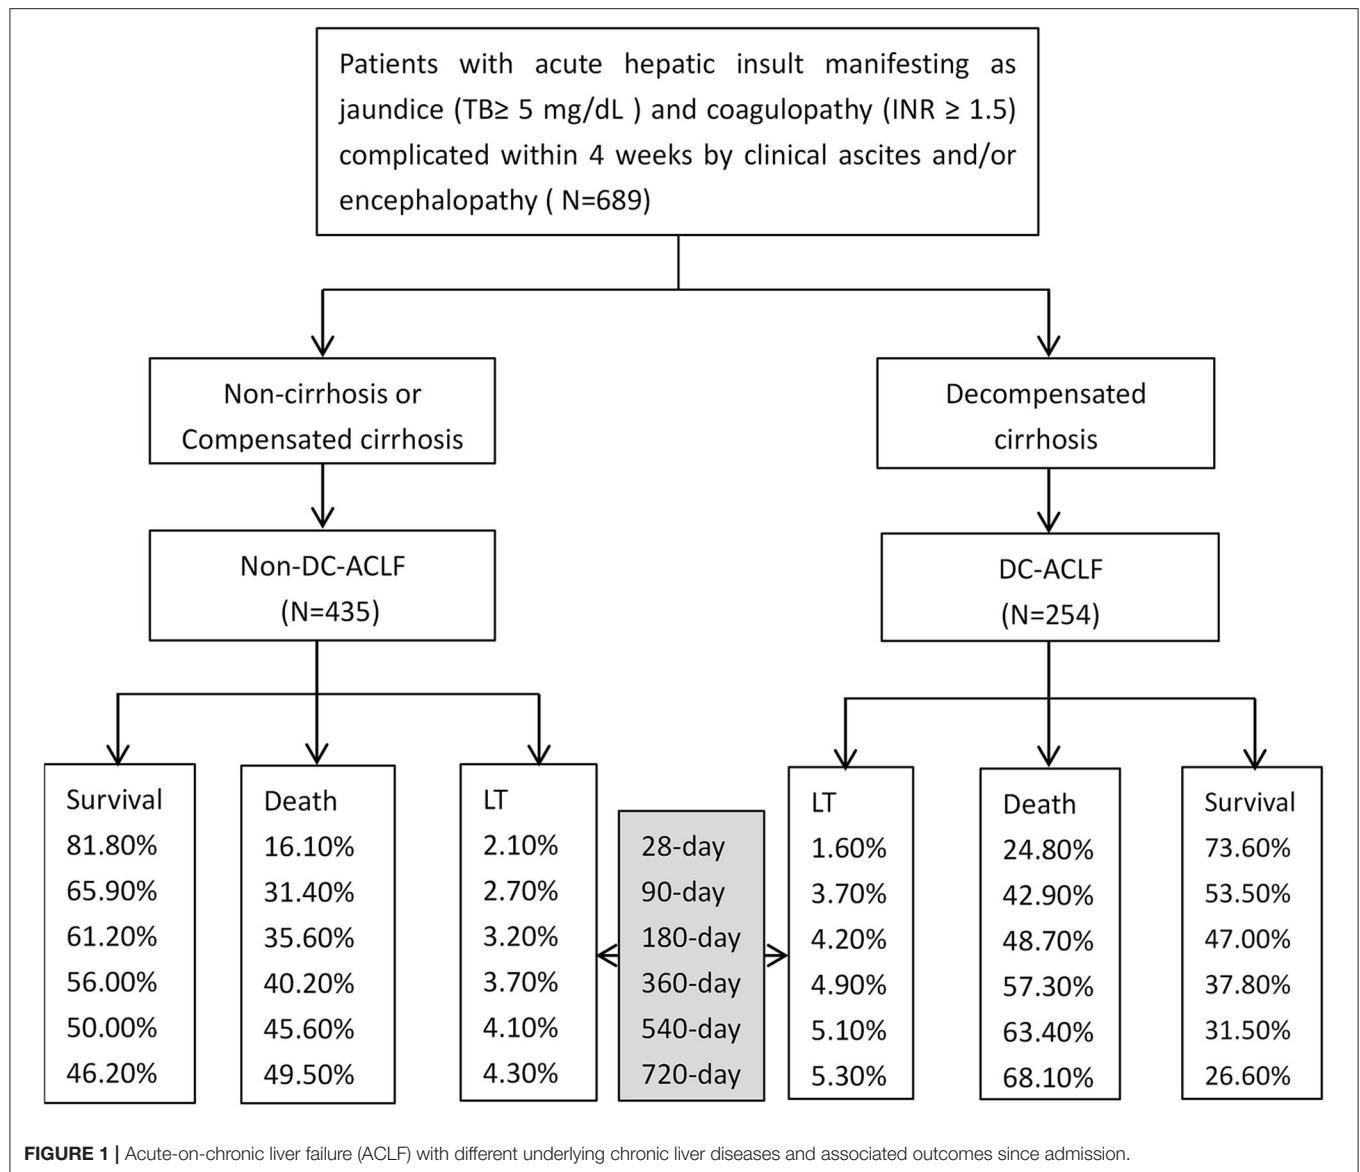 Patients with acute hepatic insult manifesting as
jaundice (TB≥ 5 mg/dL ) and coagulopathy (INR ≥ 1.5)
complicated within 4 weeks by clinical ascites and/or
encephalopathy ( N=689)
Non-cirrhosis or
Compensated cirrhosis
Decompensated
cirrhosis
Non-DC-ACLF
(N=435)
DC-ACLF
(N=254)
Survival
81.80%
65.90%
61.20%
56.00%
50.00%
46.20%
Death
16.10%
31.40%
35.60%
40.20%
45.60%
49.50%
LT
2.10%
2.70%
3.20%
3.70%
4.10%
4.30%
28-day
90-day
180-day
360-day
540-day
720-day
LT
1.60%
3.70%
4.20%
4.90%
5.10%
5.30%
Death
24.80%
42.90%
48.70%
57.30%
63.40%
68.10%
Survival
73.60%
53.50%
47.00%
37.80%
31.50%
26.60%
FIGURE 1 | Acute-on-chronic liver failure (ACLF) with different underlying chronic liver diseases and associated outcomes since admission.